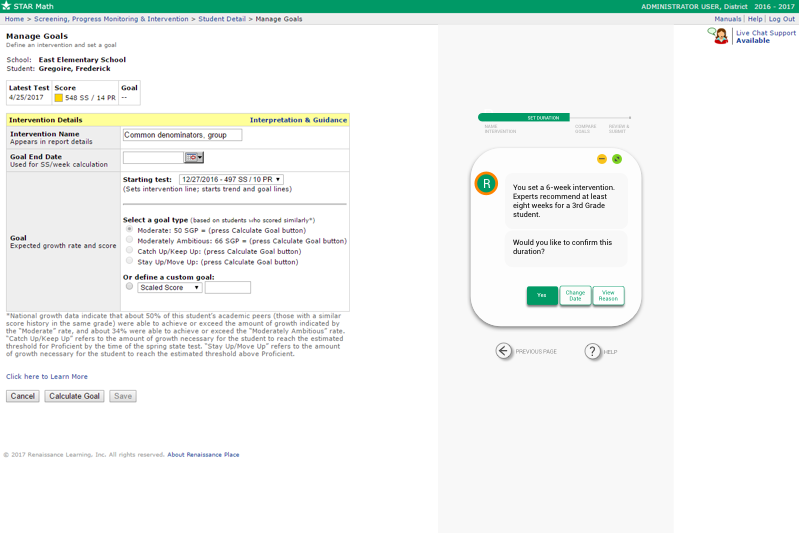 STAR Math
ADMINISTRATOR USER, District 2016 - 2017
Home > Screening, Progress Monitoring & Intervention > Student Detail > Manage Goals
Manuals | Help | Log Out
Manage Goals
Define an intervention and set a goal
Live Chat Support
Available
School: East Elementary School
Student: Gregoire, Frederick
Latest Test Score Goal
4/25/2017 548 SS / 14 PR --
Intervention Details Interpretation & Guidance
Intervention Name
Appears in report details
Common denominators, group
Goal End Date
Used for SS/week calculation
Goal
Expected growth rate and score
Starting test: 12/27/2016 - 497 SS / 10 PR
(Sets intervention line; starts trend and goal lines)
Select a goal type (based on students who scored similarly*)
Moderate: 50 SGP = (press Calculate Goal button)
Moderately Ambitious: 66 SGP = (press Calculate Goal button)
Catch Up/Keep Up: (press Calculate Goal button)
Stay Up/Move Up: (press Calculate Goal button)
Or define a custom goal:
Scaled Score
*National growth data indicate that about 50% of this student's academic peers (those with a similar
score history in the same grade) were able to achieve or exceed the amount of growth indicated by
the "Moderate" rate, and about 34% were able to achieve or exceed the "Moderately Ambitious" rate.
"Catch Up/Keep Up" refers to the amount of growth necessary for the student to reach the estimated
threshold for Proficient by the time of the spring state test. "Stay Up/Move Up" refers to the amount
of growth necessary for the student to reach the estimated threshold above Proficient.
Click here to Learn More
Cancel Calculate Goal Save
© 2017 Renaissance Learning, Inc. All rights reserved. About Renaissance Place
SET DURATION
NAME
INTERVENTION
COMPARE
GOALS
REVIEW &
SUBMIT
R
You set a 6-week intervention.
Experts recommend at least
eight weeks for a 3rd Grade
student.
Would you like to confirm this
duration?
Yes
Change
Date
View
Reason
PREVIOUS PAGE
? HELP